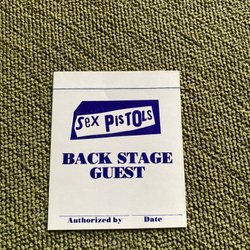 Sex PISTOLS
BACK STAGE
GUEST
Authorized by Date